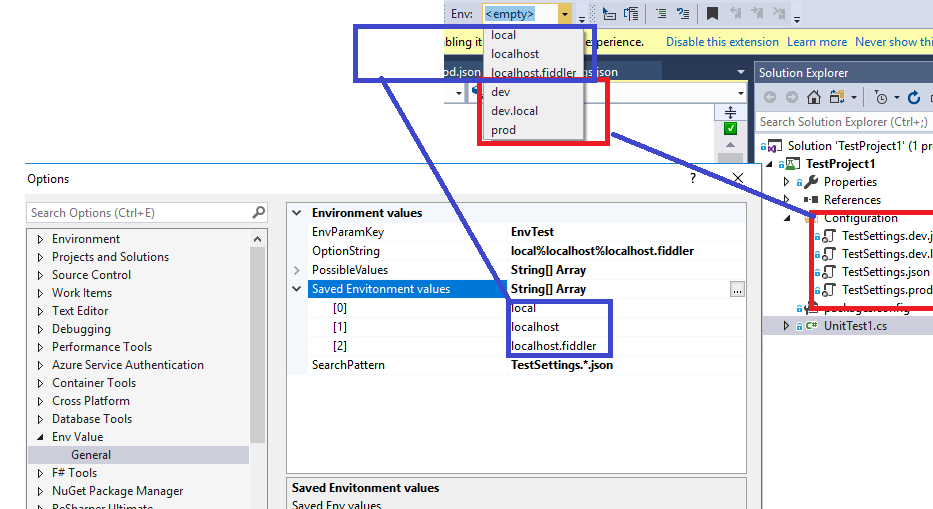 Env: <empty>
local
localhost
localhost.fiddler
dev
dev.local
prod
bling it
experience.
Disable this extension Learn more Never show thi
od.json
gs.json
Solution Explorer
Search Solution Explorer (Ctrl+;)
Solution 'TestProject1' (1 pr
TestProject1
Properties
References
Configuration
TestSettings.dev.j
TestSettings.dev.l
TestSettings.json
TestSettings.prod
packages.config
UnitTest1.cs
Options
? X
Search Options (Ctrl+E)
Environment
Projects and Solutions
Source Control
Work Items
Text Editor
Debugging
Performance Tools
Azure Service Authentication
Container Tools
Cross Platform
Database Tools
Env Value
General
F# Tools
NuGet Package Manager
ReSharper Ultimate
Environment values
EnvParamKey EnvTest
OptionString local%localhost%localhost.fiddler
PossibleValues String[] Array
Saved Envitonment values String[] Array
...
[0] local
[1] localhost
[2] localhost.fiddler
SearchPattern TestSettings.*.json
Saved Envitonment values
Saved Env values